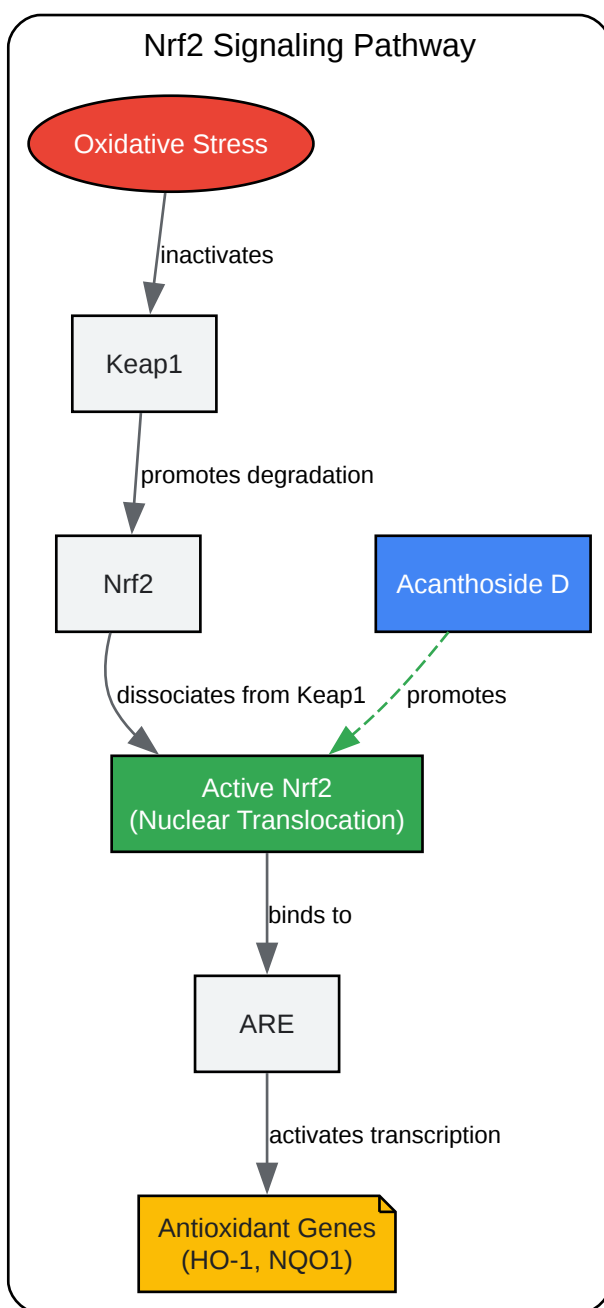 Nrf2 Signaling Pathway
Oxidative Stress
inactivates
Keap1
promotes degradation
Nrf2
Acanthoside D
dissociates from Keap1
promotes
Active Nrf2
(Nuclear Translocation)
binds to
ARE
activates transcription
Antioxidant Genes
(HO-1, NQO1)